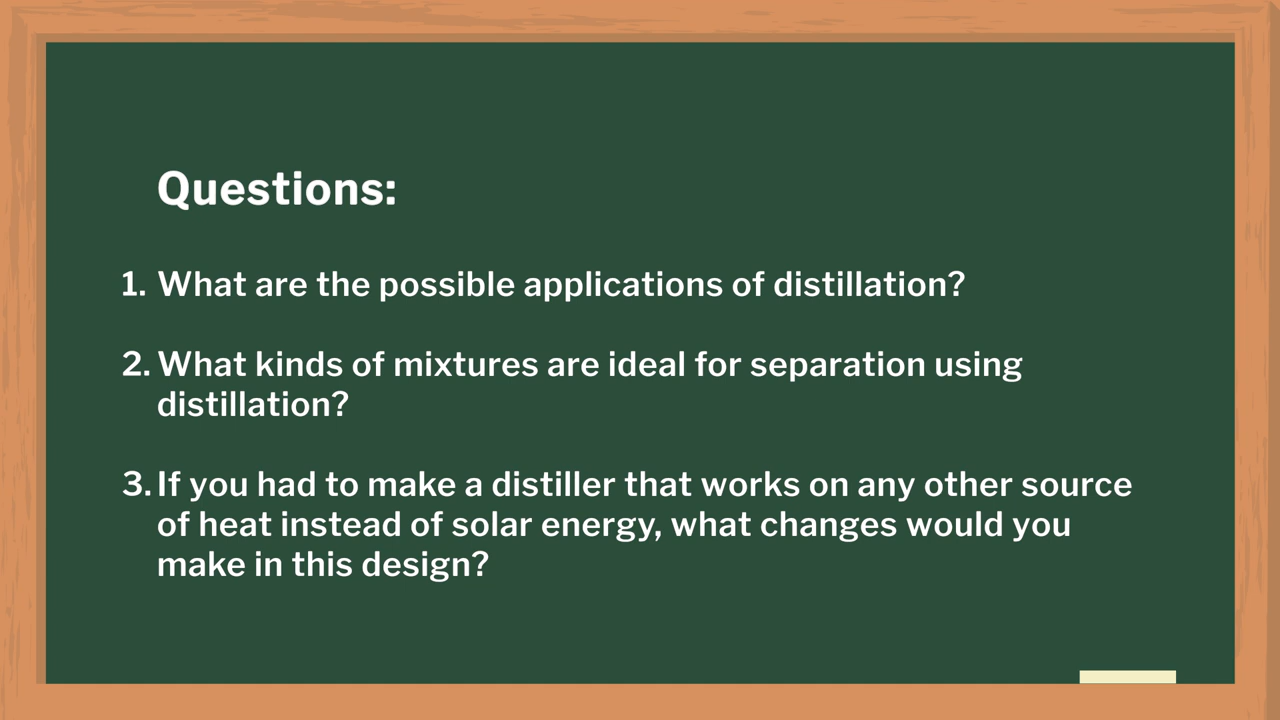 Questions:
1. What are the possible applications of distillation?
2. What kinds of mixtures are ideal for separation using
distillation?
3. If you had to make a distiller that works on any other source
of heat instead of solar energy, what changes would you
make in this design?